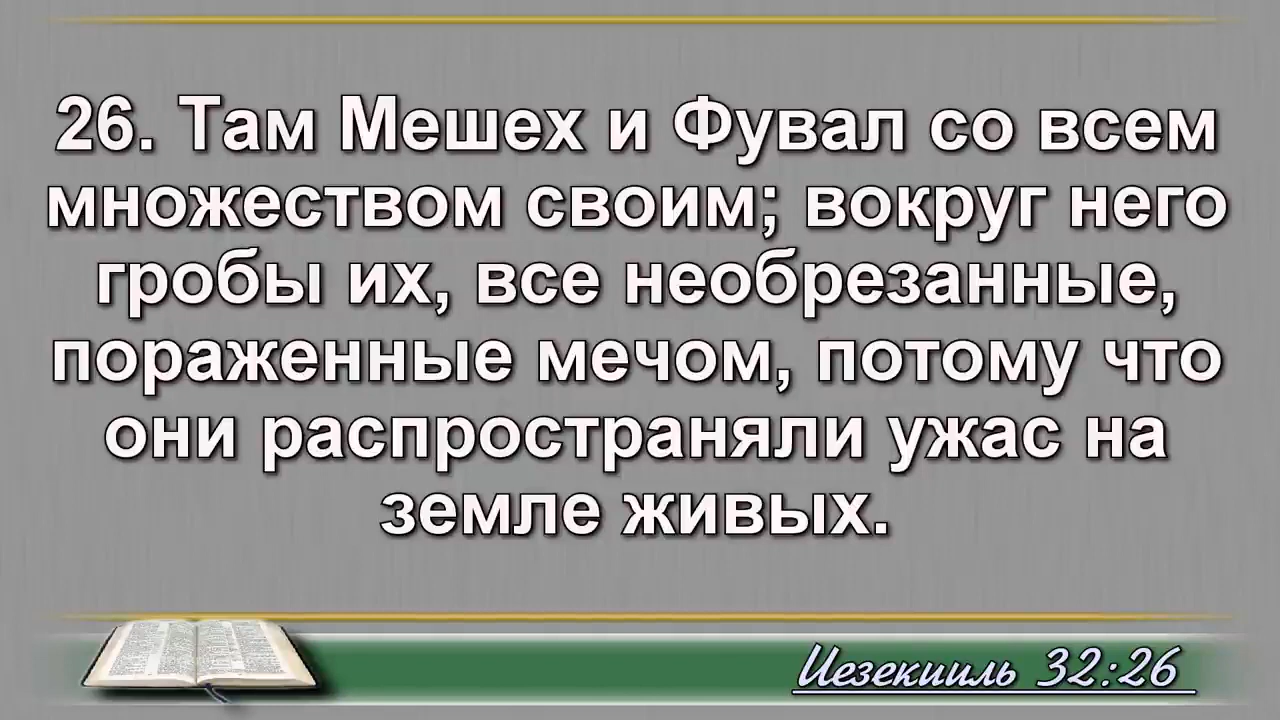 26. Там Мешех и Фувал со всем
множеством своим; вокруг него
гробы их, все необрезанные,
пораженные мечом, потому что
они распространяли ужас на
земле живых.
Иезекииль 32:26